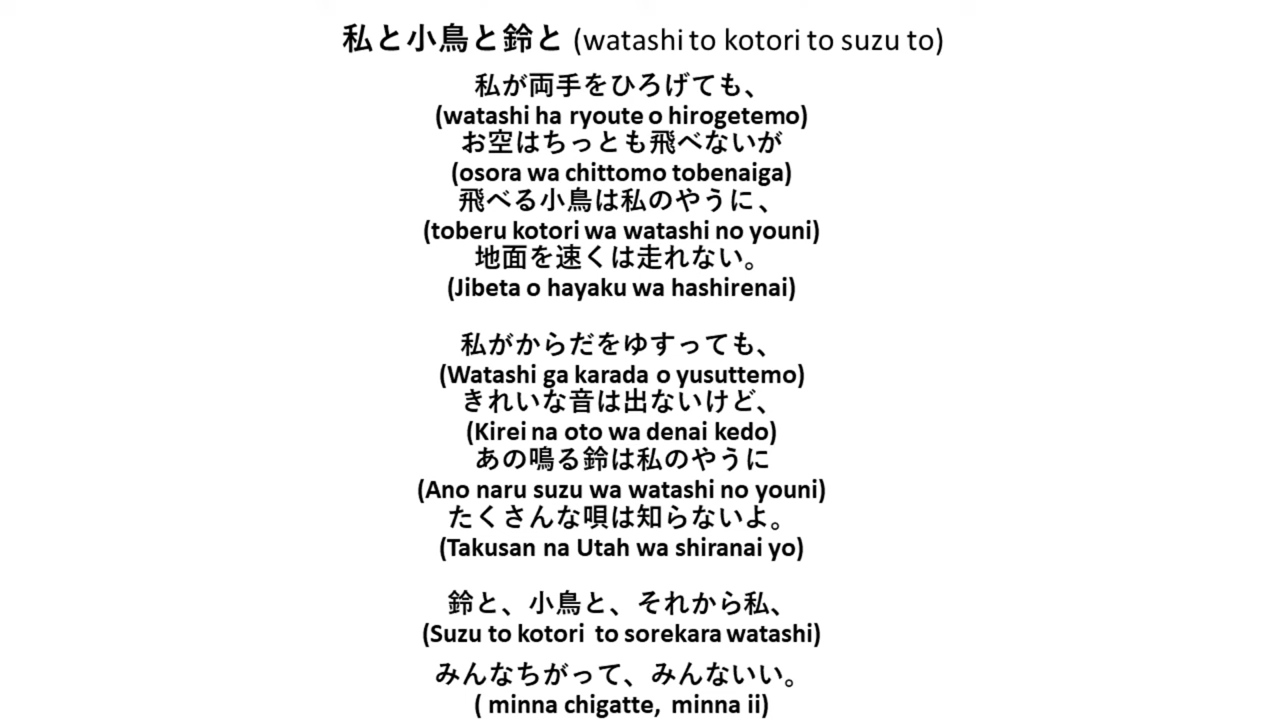 私と小鳥と鈴と (watashi to kotori to suzu to)
私が両手をひろげても、
(watashi ha ryoute o hirogetemo)
お空はちっとも飛べないが
(osora wa chittomo tobenaiga)
飛べる小鳥は私のやうに、
(toberu kotori wa watashi no youni)
地面を速くは走れない。
(Jibeta o hayaku wa hashirenai)
私がからだをゆすっても、
(Watashi ga karada o yusuttemo)
きれいな音は出ないけど、
(Kirei na oto wa denai kedo)
あの鳴る鈴は私のやうに
(Ano naru suzu wa watashi no youni)
たくさんな唄は知らないよ。
(Takusan na Utah wa shiranai yo)
鈴と、小鳥と、それから私、
(Suzu to kotori to sorekara watashi)
みんなちがって、みんないい。
( minna chigatte, minna ii)